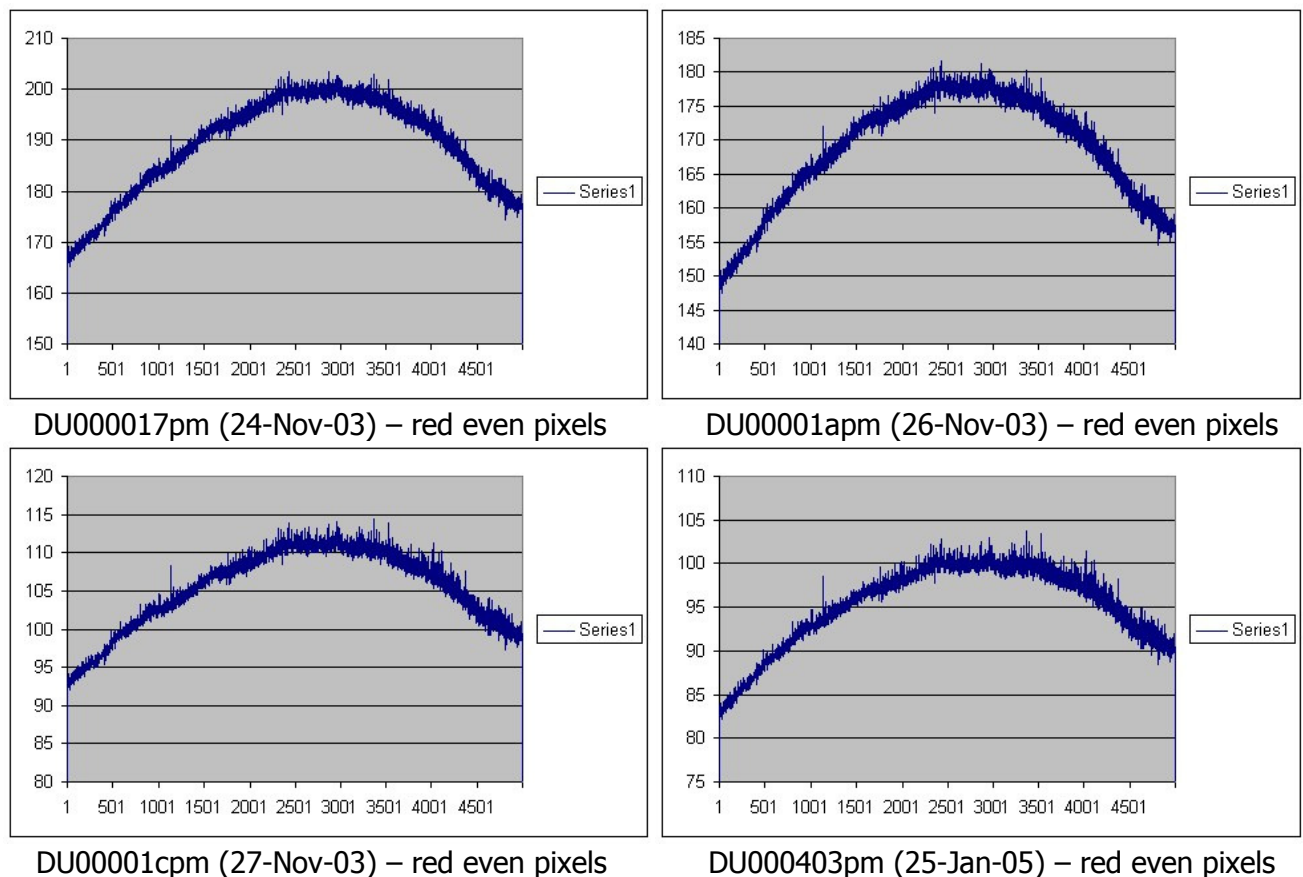 210
200
190
180
170
160
150
1 501 1001 1501 2001 2501 3001 3501 4001 4501
Series1
DU000017pm (24-Nov-03) – red even pixels
185
180
175
170
165
160
155
150
145
140
1 501 1001 1501 2001 2501 3001 3501 4001 4501
Series1
DU00001apm (26-Nov-03) – red even pixels
120
115
110
105
100
95
90
85
80
1 501 1001 1501 2001 2501 3001 3501 4001 4501
Series1
DU00001cpm (27-Nov-03) – red even pixels
110
105
100
95
90
85
80
75
1 501 1001 1501 2001 2501 3001 3501 4001 4501
Series1
DU000403pm (25-Jan-05) – red even pixels